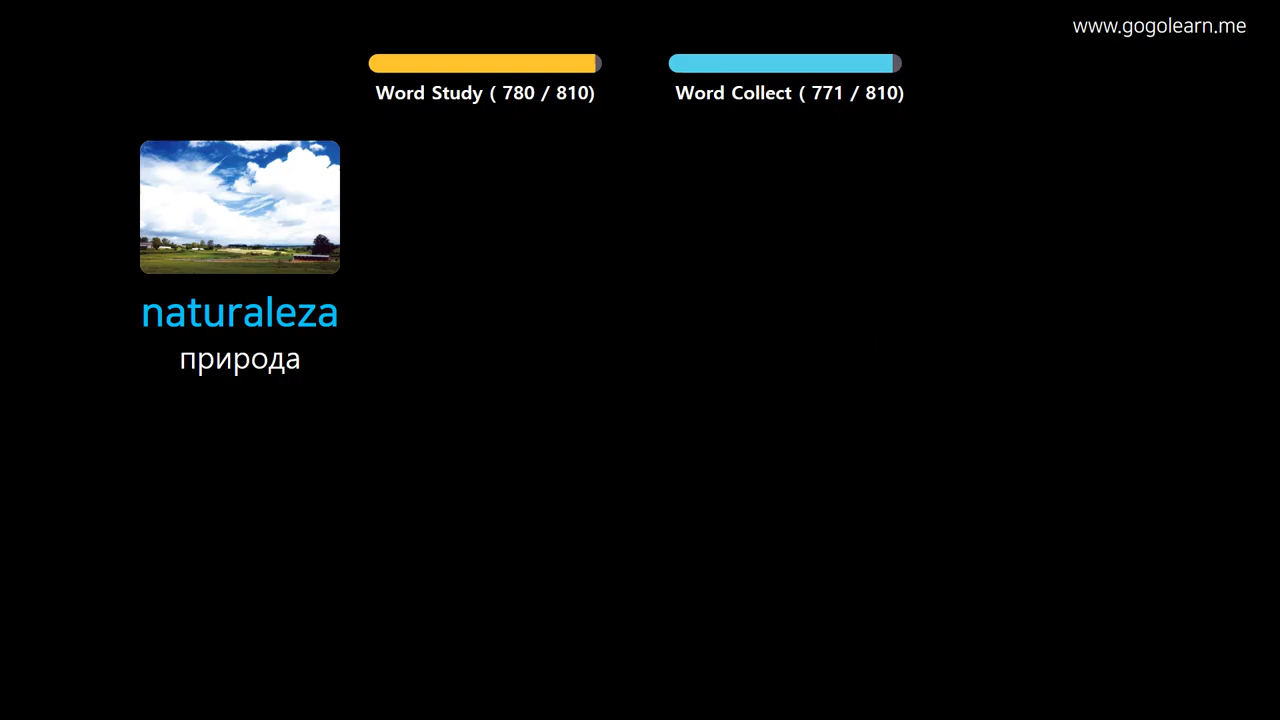 www.gogolearn.me
Word Study ( 780 / 810)
Word Collect ( 771 / 810)
naturaleza
природа